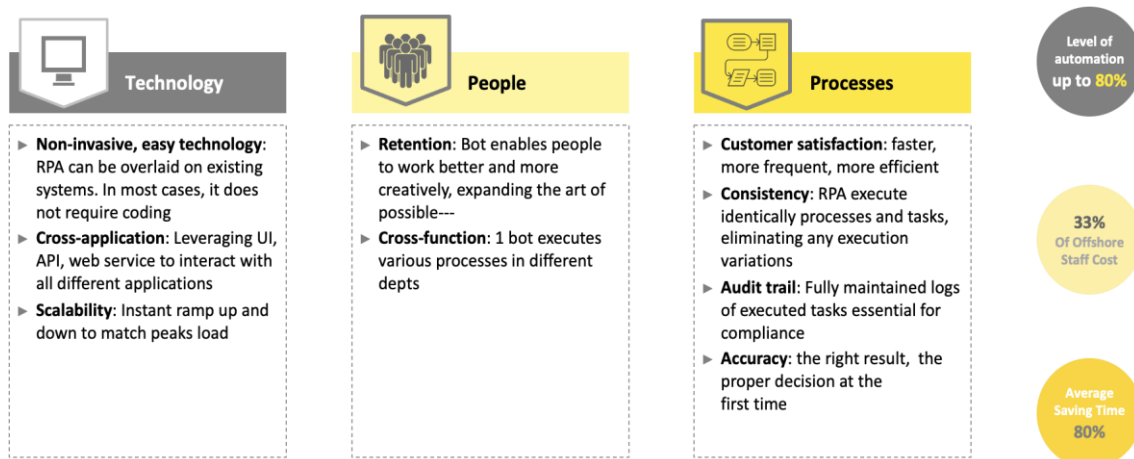 Technology
Non-invasive, easy technology:
RPA can be overlaid on existing
systems. In most cases, it does
not require coding
Cross-application: Leveraging UI,
API, web service to interact with
all different applications
Scalability: Instant ramp up and
down to match peaks load
People
Retention: Bot enables people
to work better and more
creatively, expanding the art of
possible---
Cross-function: 1 bot executes
various processes in different
depts
Processes
Customer satisfaction: faster,
more frequent, more efficient
Consistency: RPA execute
identically processes and tasks,
eliminating any execution
variations
Audit trail: Fully maintained logs
of executed tasks essential for
compliance
Accuracy: the right result, the
proper decision at the
first time
Level of
automation
up to 80%
33%
Of Offshore
Staff Cost
Average
Saving Time
80%